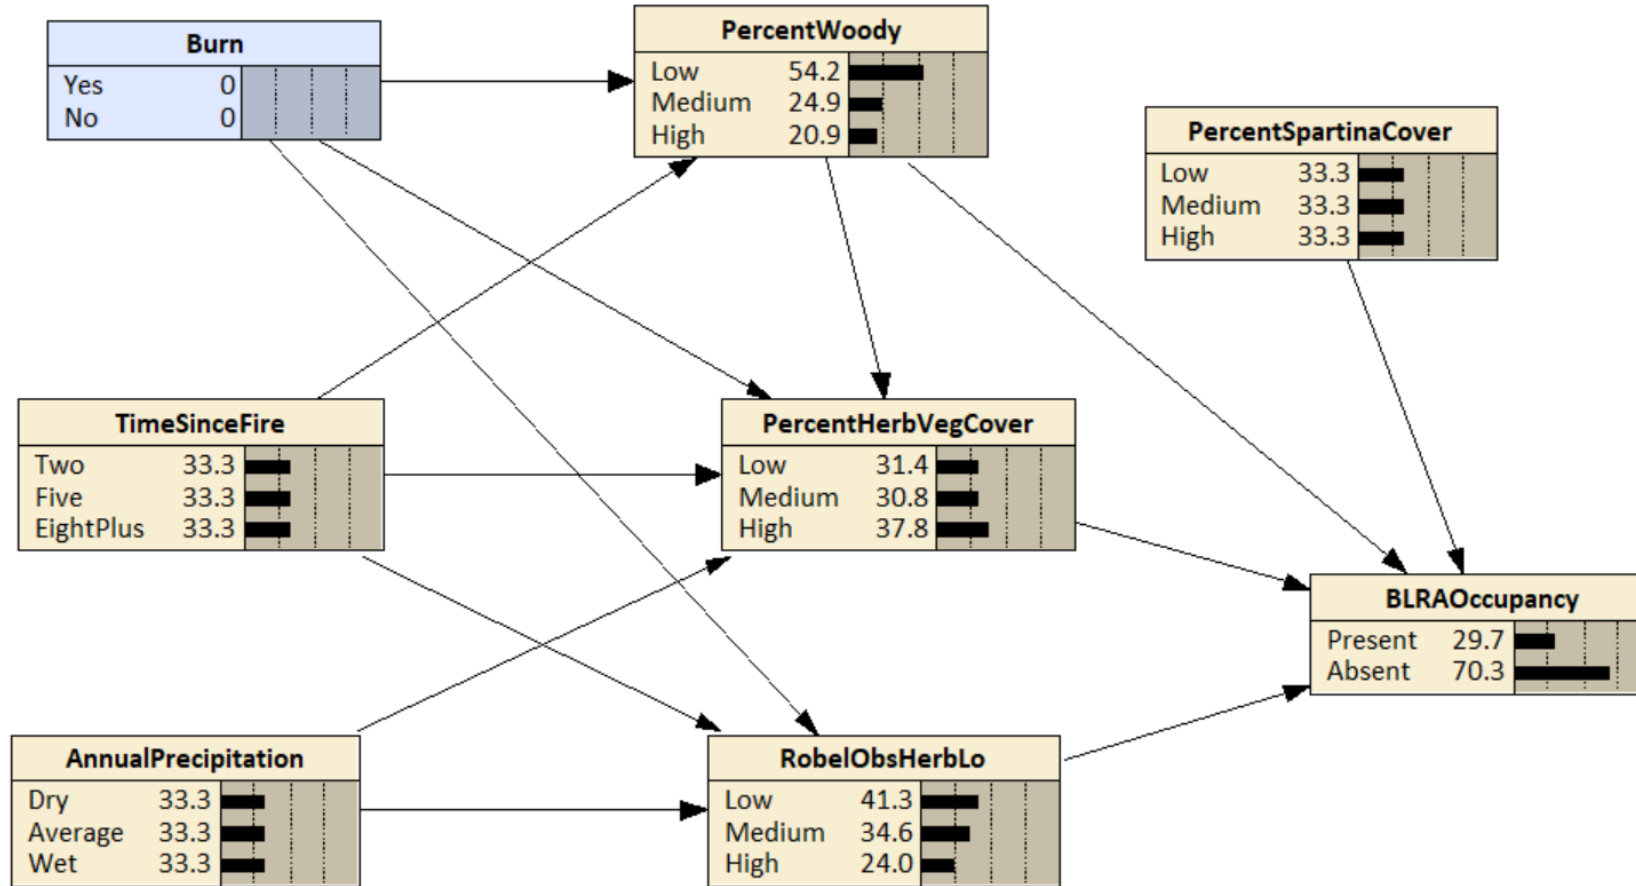 Burn
Yes 0
No 0
PercentWoody
Low 54.2
Medium 24.9
High 20.9
PercentSpartinaCover
Low 33.3
Medium 33.3
High 33.3
TimeSinceFire
Two 33.3
Five 33.3
EightPlus 33.3
PercentHerbVegCover
Low 31.4
Medium 30.8
High 37.8
BLRAOccupancy
Present 29.7
Absent 70.3
AnnualPrecipitation
Dry 33.3
Average 33.3
Wet 33.3
RobelObsHerbLo
Low 41.3
Medium 34.6
High 24.0